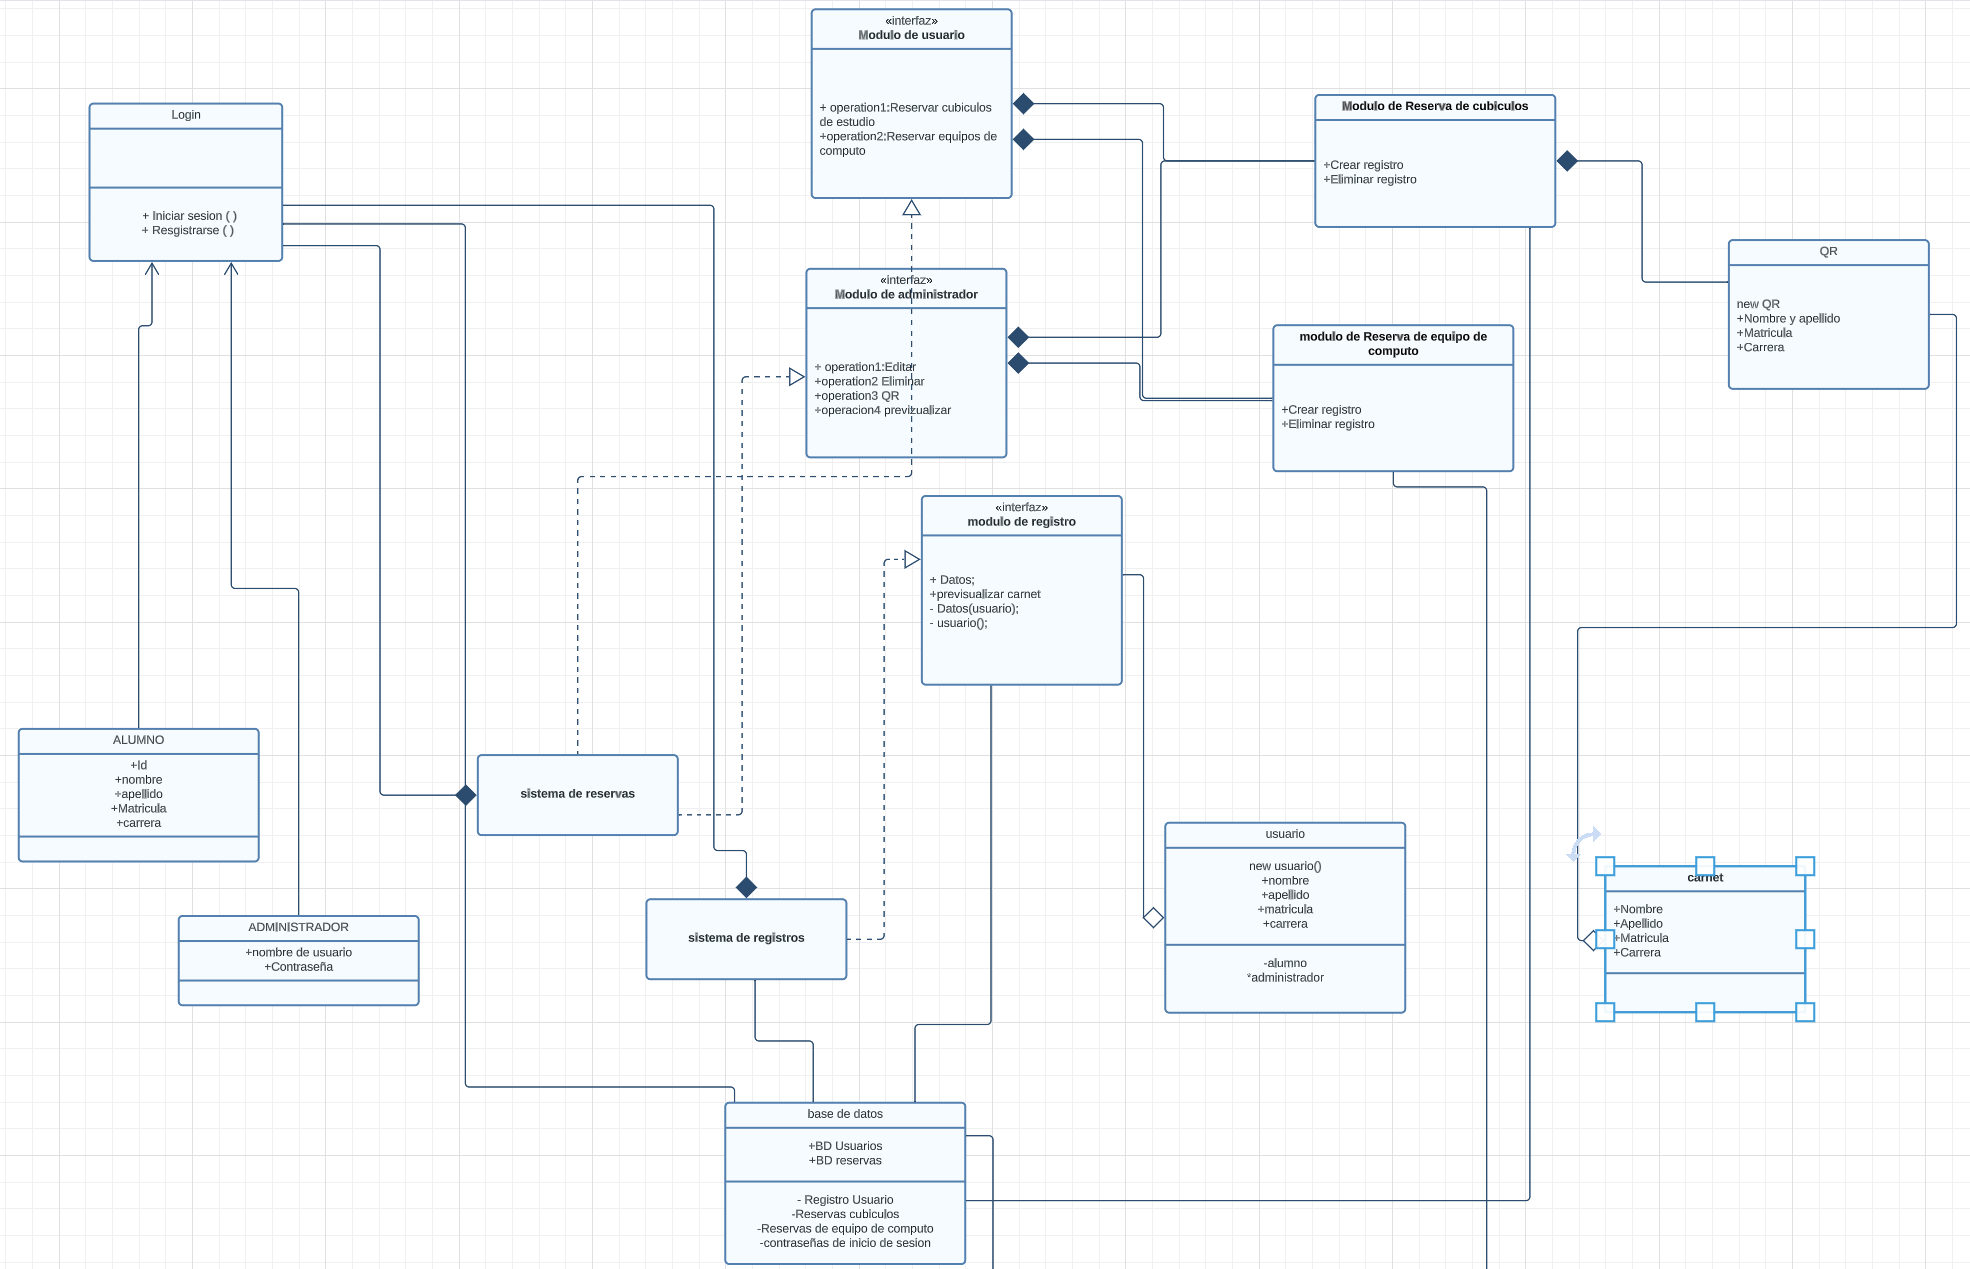 «interfaz»
Modulo de usuario
+ operation1:Reservar cubiculos
de estudio
+operation2:Reservar equipos de
computo
Login
+ Iniciar sesion ( )
+ Resgistrarse ( )
Modulo de Reserva de cubiculos
+Crear registro
+Eliminar registro
QR
new QR
+Nombre y apellido
+Matricula
+Carrera
«interfaz»
Modulo de administrador
+ operation1:Editar
+operation2 Eliminar
+operation3 QR
+operacion4 previzualizar
modulo de Reserva de equipo de
computo
+Crear registro
+Eliminar registro
«interfaz»
modulo de registro
+ Datos;
+previsualizar carnet
- Datos(usuario);
- usuario();
ALUMNO
+Id
+nombre
+apellido
+Matricula
+carrera
sistema de reservas
usuario
new usuario()
+nombre
+apellido
+matricula
+carrera
-alumno
*administrador
carnet
+Nombre
+Apellido
+Matricula
+Carrera
ADMINISTRADOR
+nombre de usuario
+Contraseña
sistema de registros
base de datos
+BD Usuarios
+BD reservas
- Registro Usuario
-Reservas cubiculos
-Reservas de equipo de computo
-contraseñas de inicio de sesion